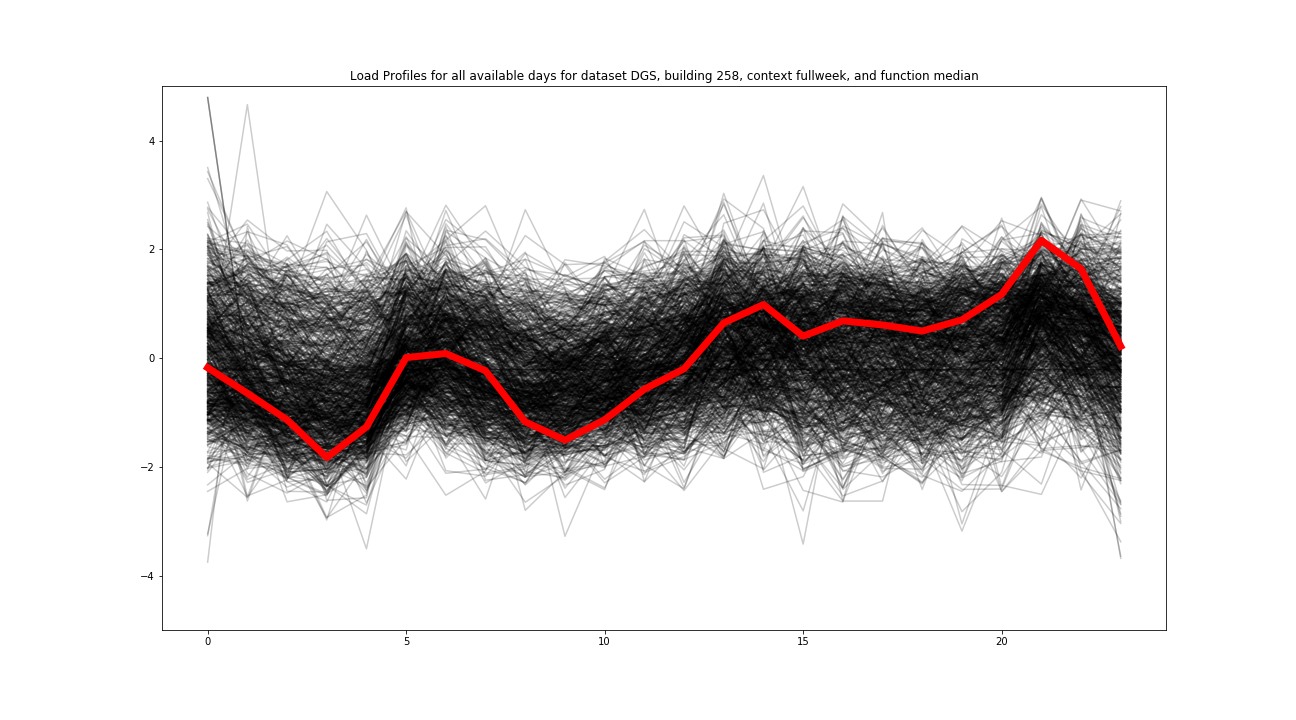 Load Profiles for all available days for dataset DGS, building 258, context fullweek, and function median
4
2
0
−2
−4
0 5 10 15 20